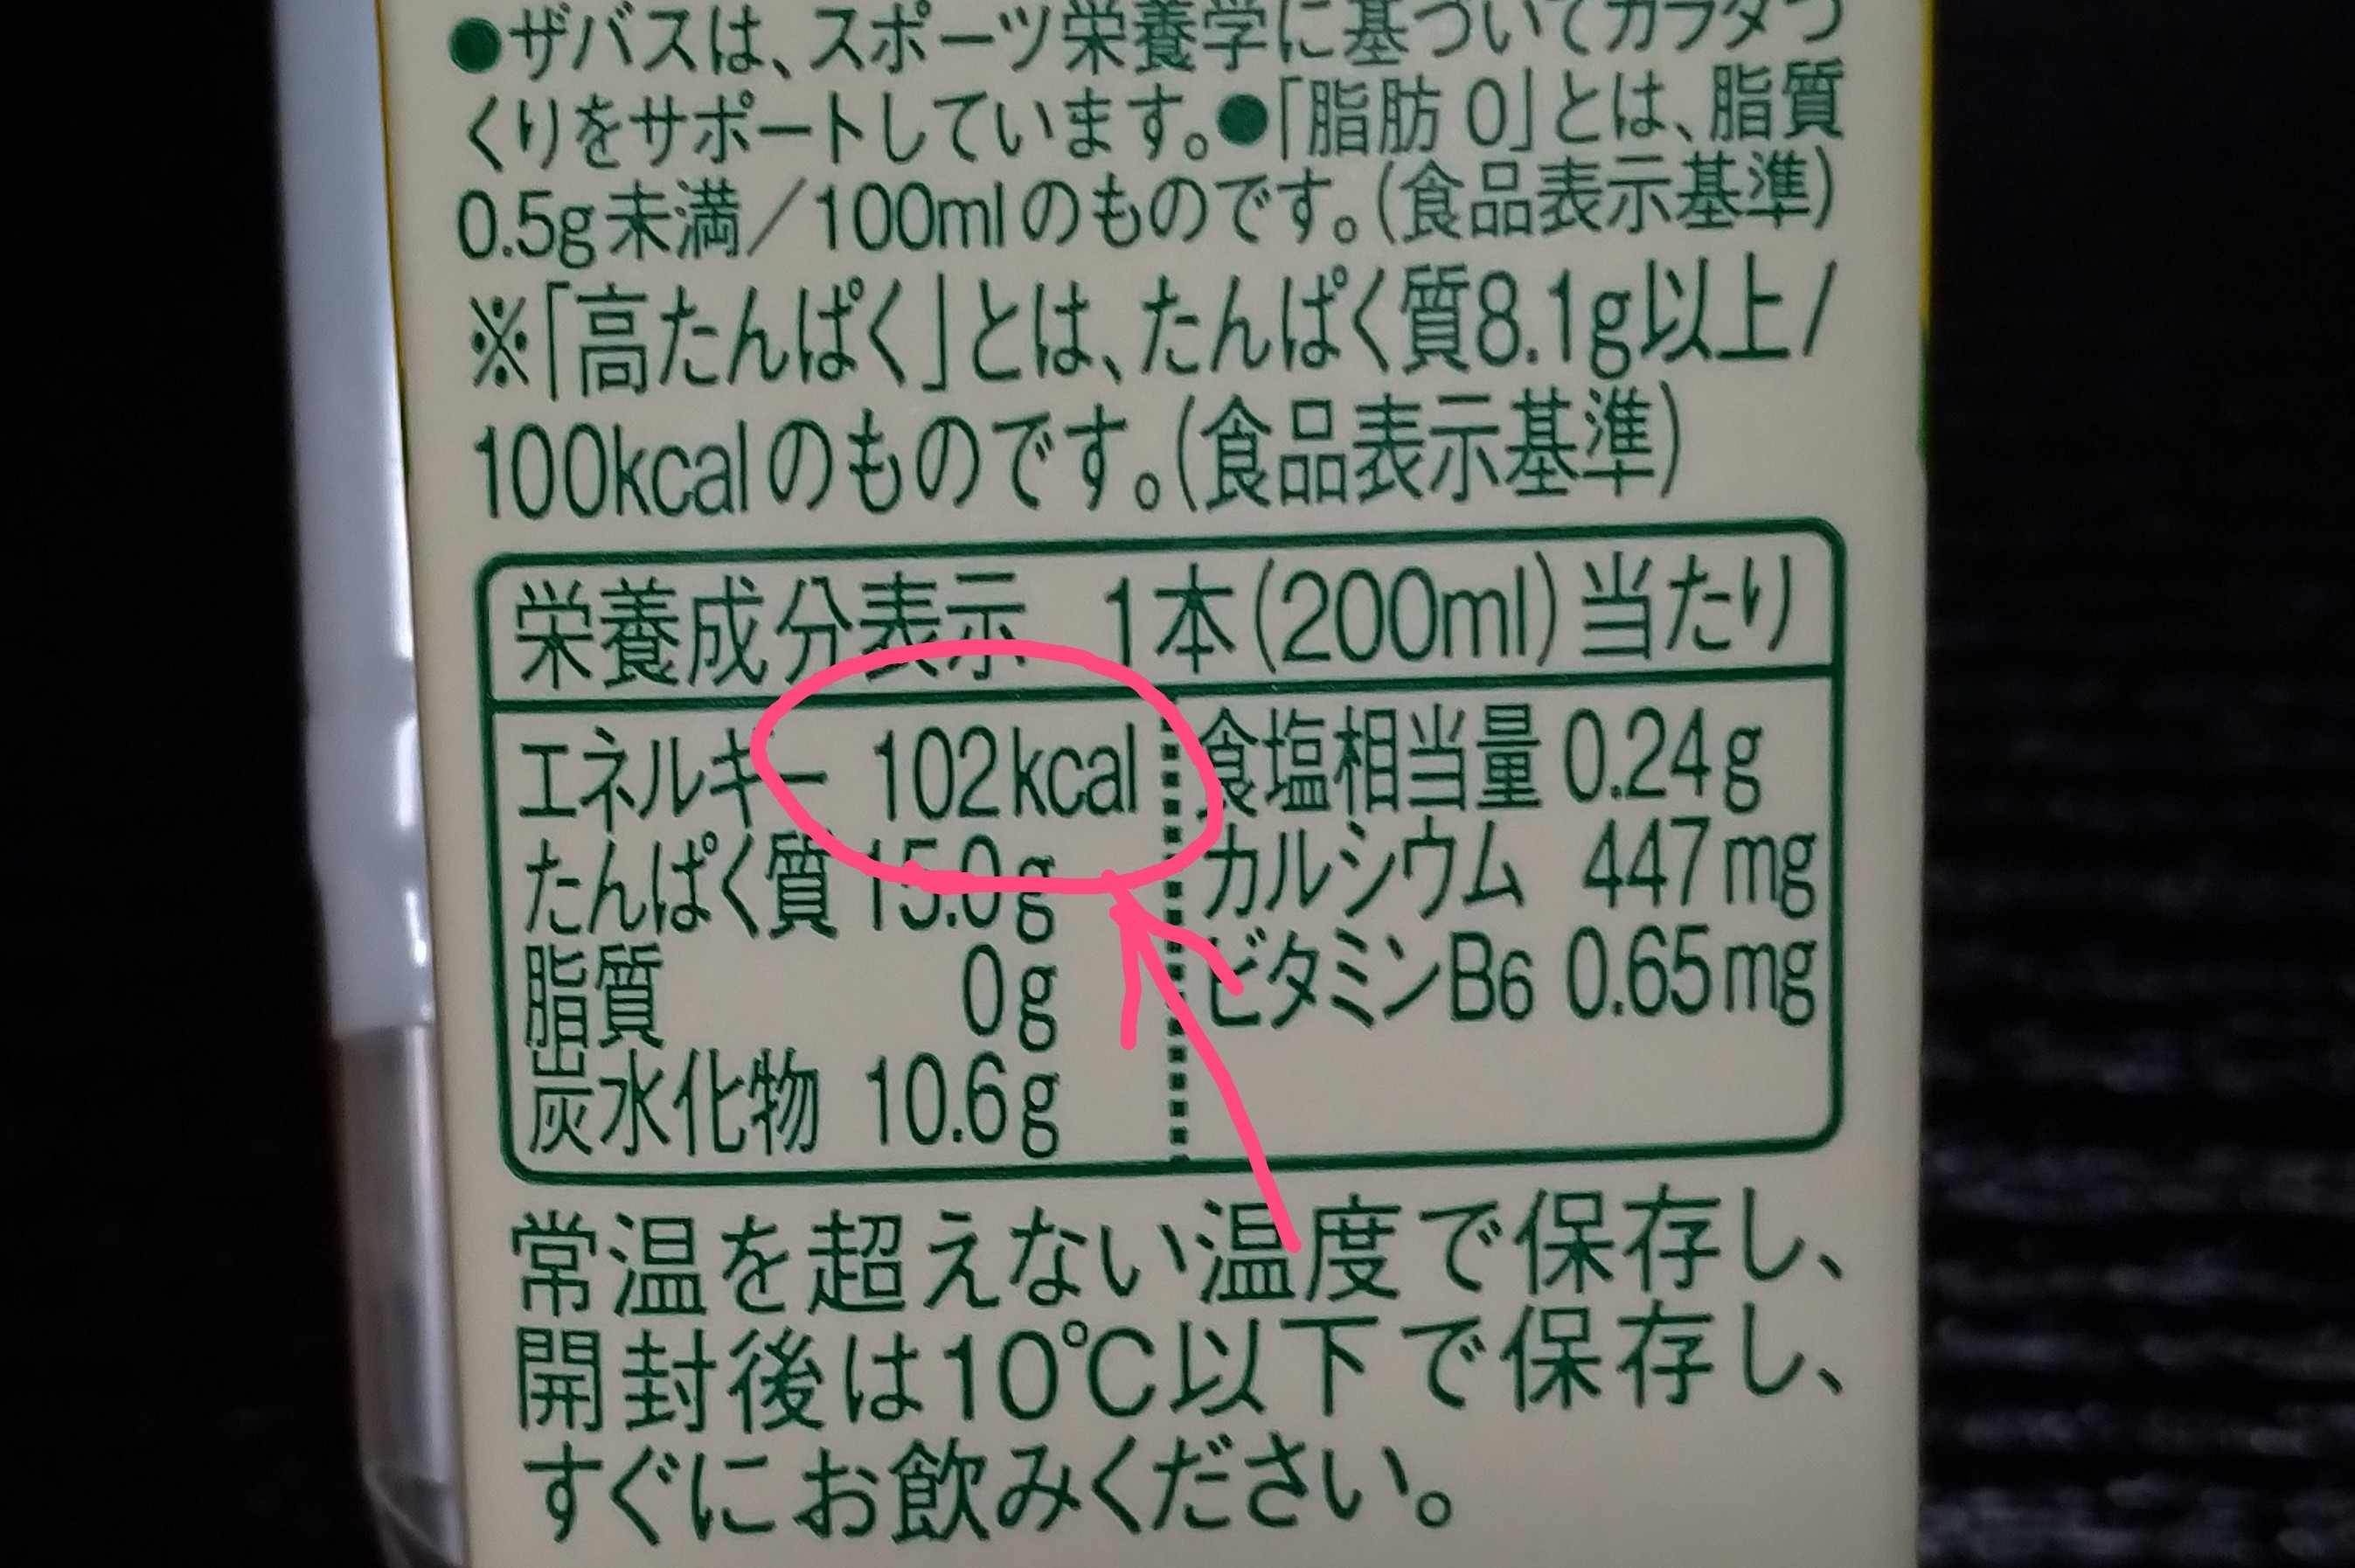 ●ザバスは、スポーツ栄養学に基づいてカラダづ
くりをサポートしています。●「脂肪 0」とは、脂質
0.5g未満／100mlのものです。(食品表示基準)
※「高たんぱく」とは、たんぱく質8.1g以上/
100kcalのものです。(食品表示基準)
栄養成分表示 1本(200ml)当たり
エネルギー 102kcal
たんぱく質 15.0g
脂質 0g
炭水化物 10.6g
食塩相当量 0.24g
カルシウム 447mg
ビタミンB6 0.65mg
常温を超えない温度で保存し、
開封後は10℃以下で保存し、
すぐにお飲みください。